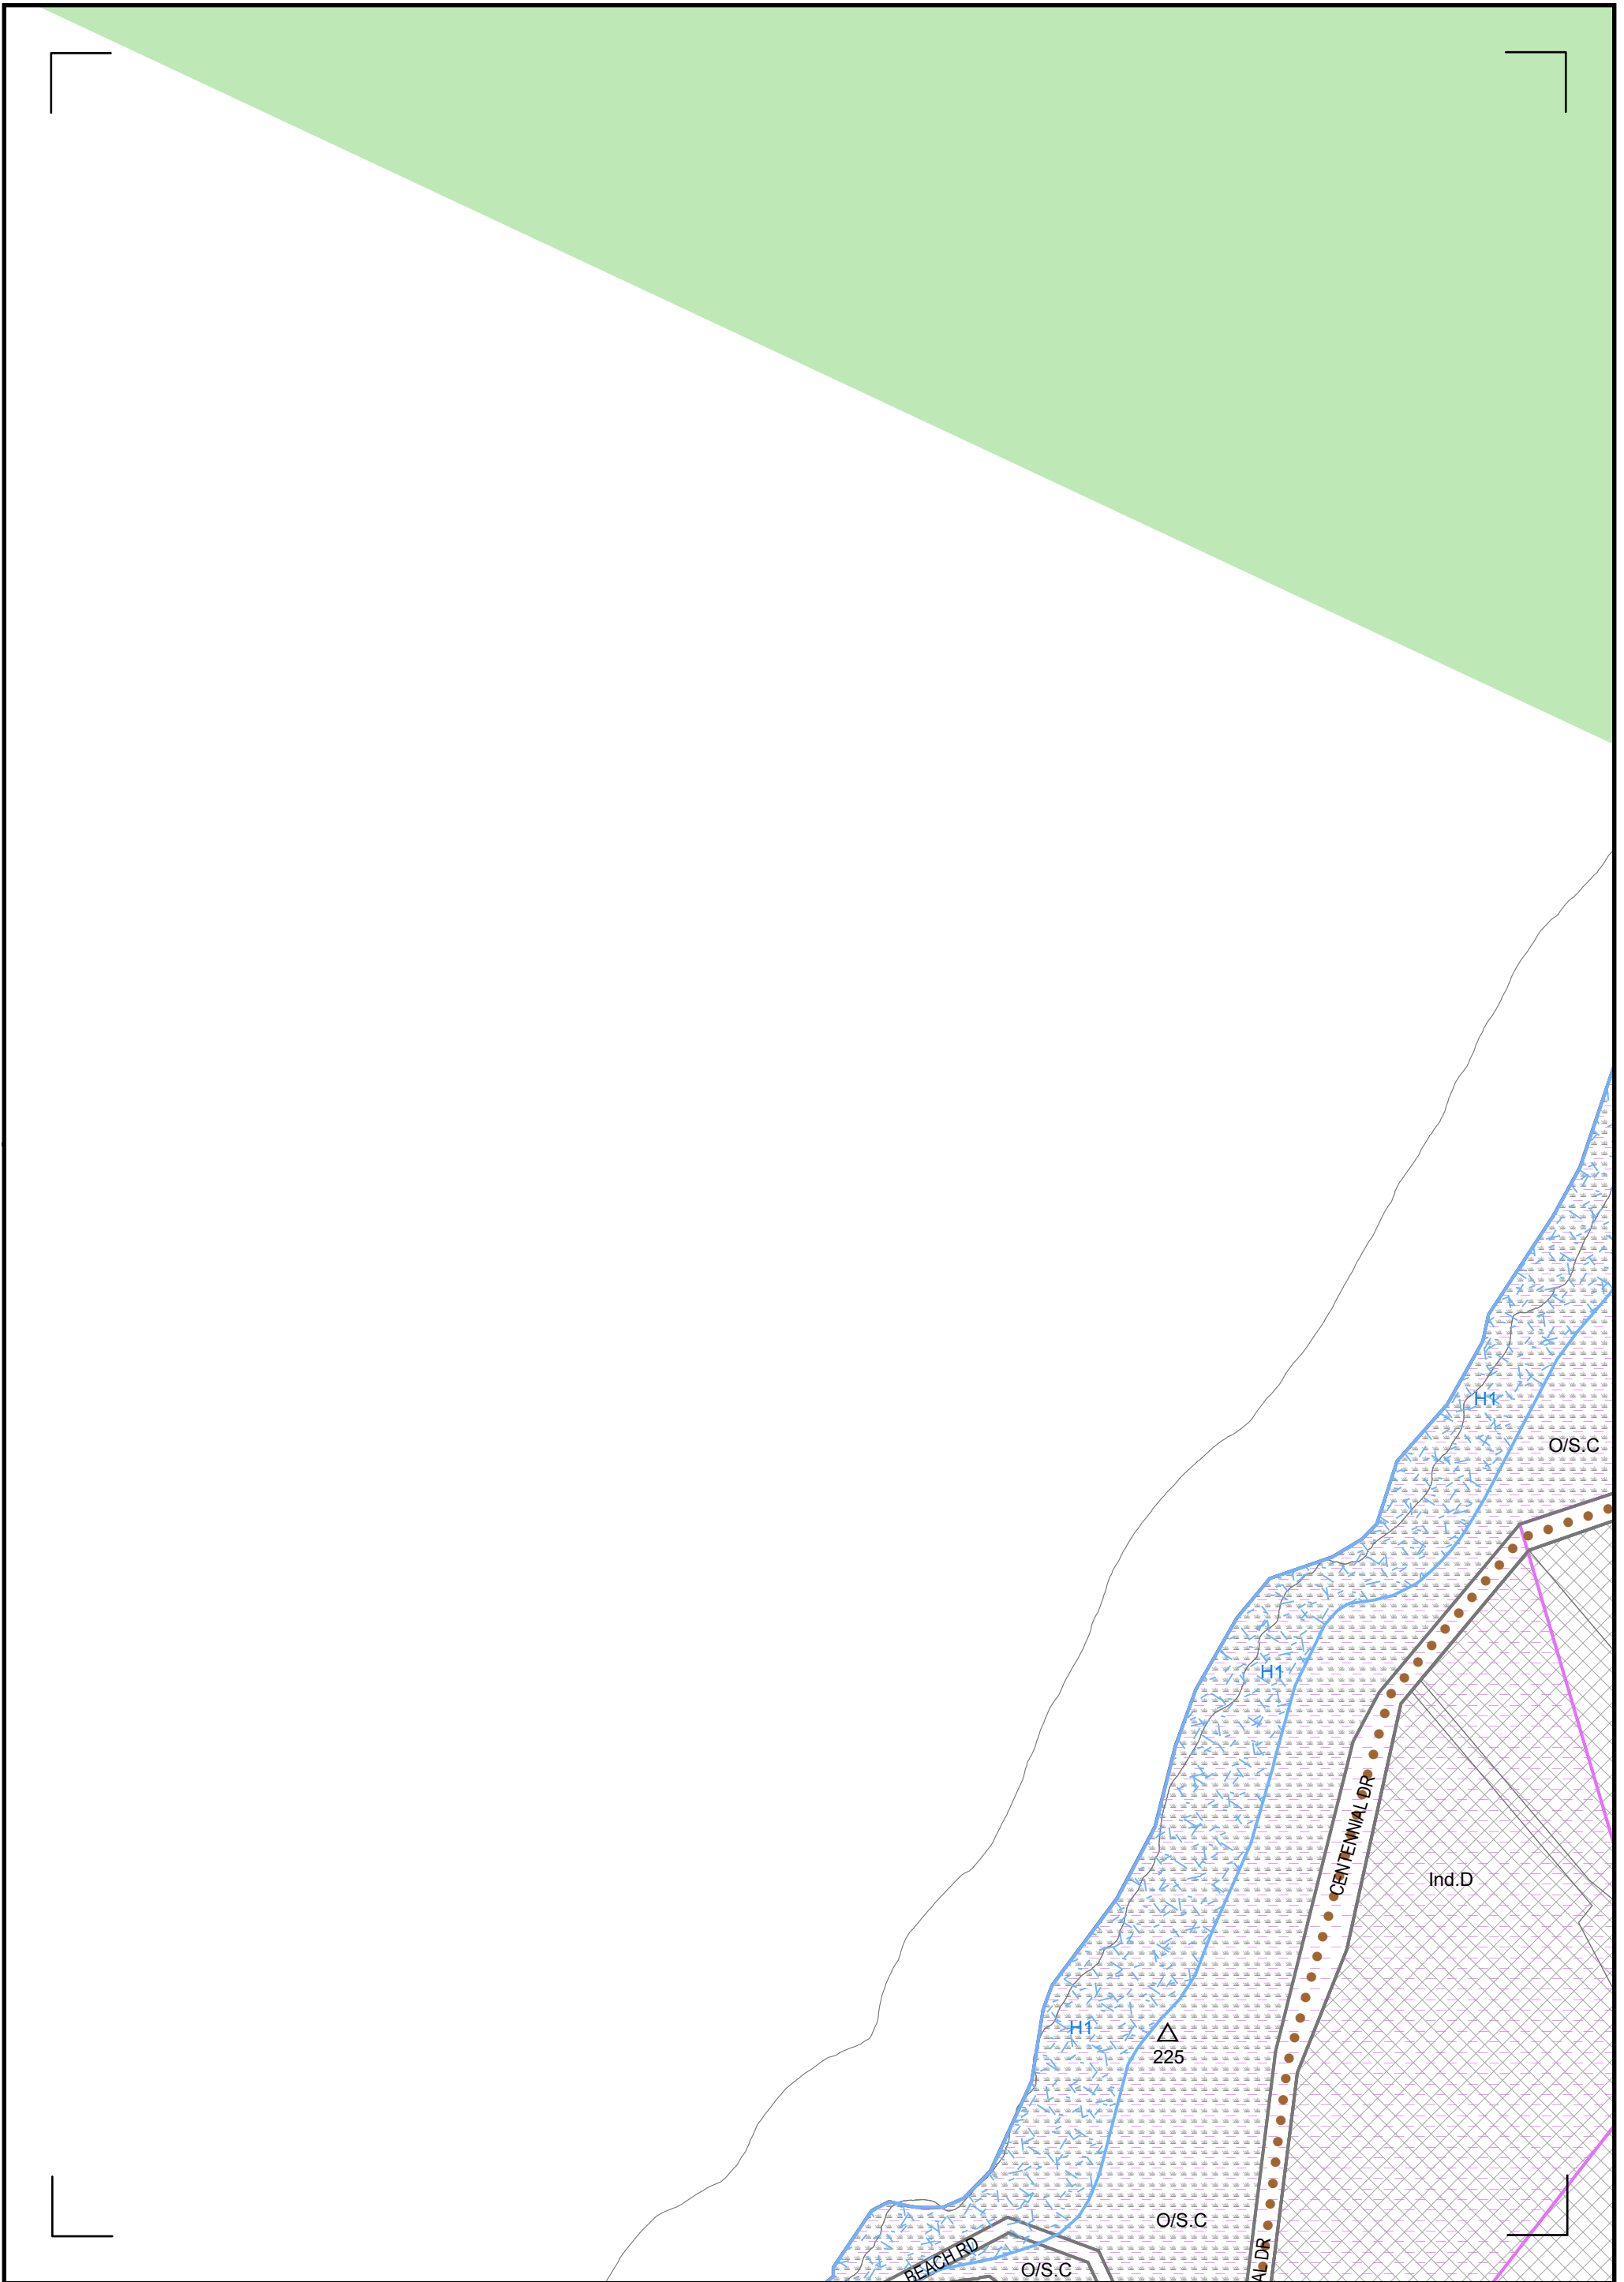 H1
O/S.C
H1
CENTENNIAL DR
Ind.D
H1
225
O/S.C
BEACH RD
O/S.C
AL DR